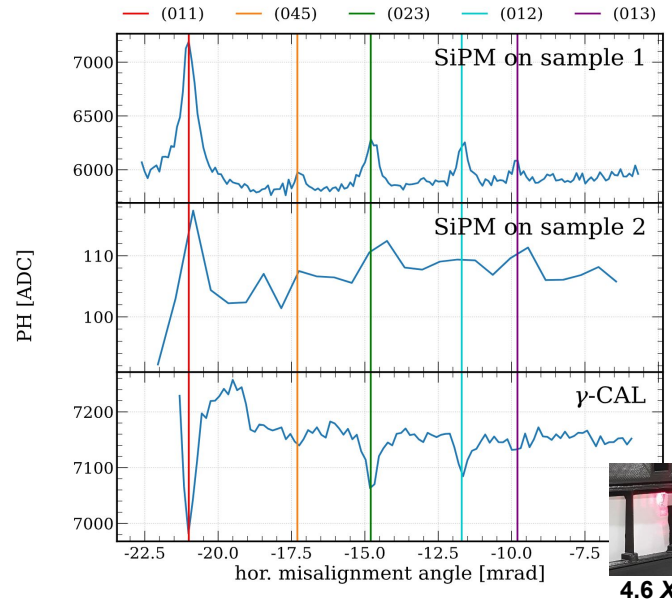 (011) (045) (023) (012) (013)
SiPM on sample 1
7000
6500
6000
SiPM on sample 2
110
100
PH [ADC]
γ-CAL
7200
7100
7000
-22.5 -20.0 -17.5 -15.0 -12.5 -10.0 -7.5
hor. misalignment angle [mrad]
4.6 X